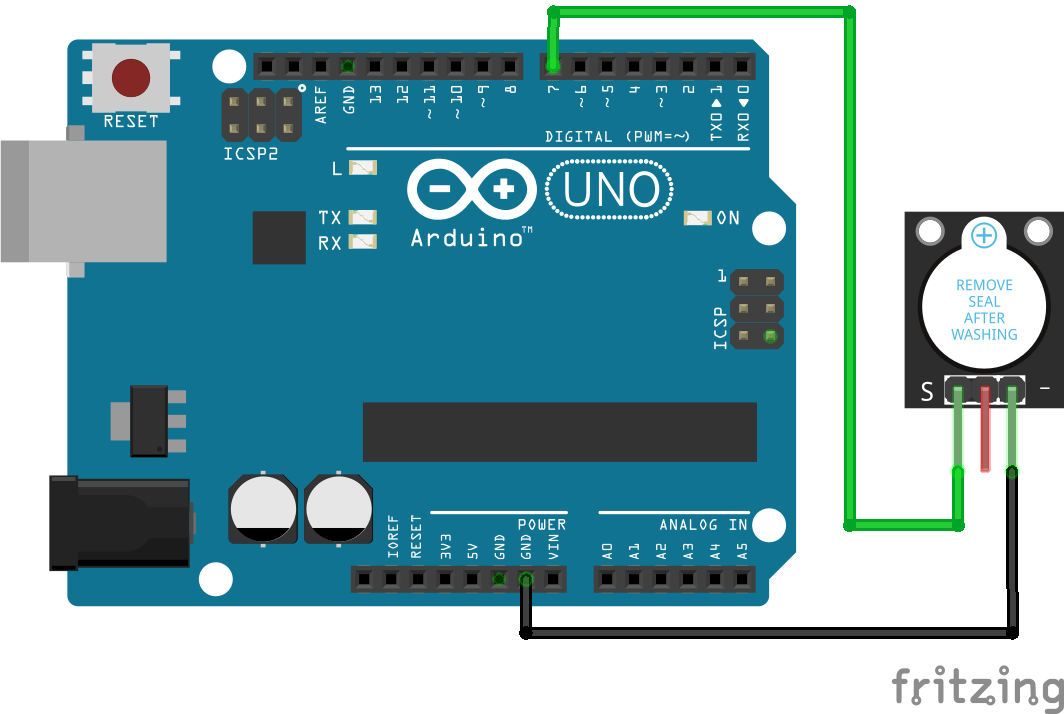 RESET
ICSP2
AREF
GND
13
12
~11
~10
~9
8
7
~6
~5
4
~3
2
TX0▶1
RX0◀0
DIGITAL (PWM=~)
L
TX
RX
UNO
Arduino™
ON
1
ICSP
REMOVE
SEAL
AFTER
WASHING
S
−
IOREF
RESET
3V3
5V
GND
GND
VIN
POWER
ANALOG IN
A0
A1
A2
A3
A4
A5
fritzing